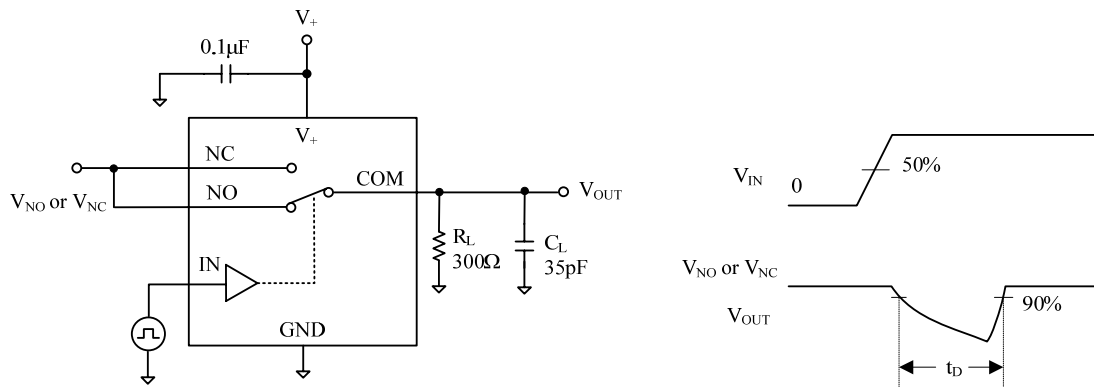 V+
0.1µF
V+
NC
NO
COM
VNO or VNC
VOUT
RL
300Ω
CL
35pF
IN
GND
VIN
0
50%
VNO or VNC
VOUT
90%
tD